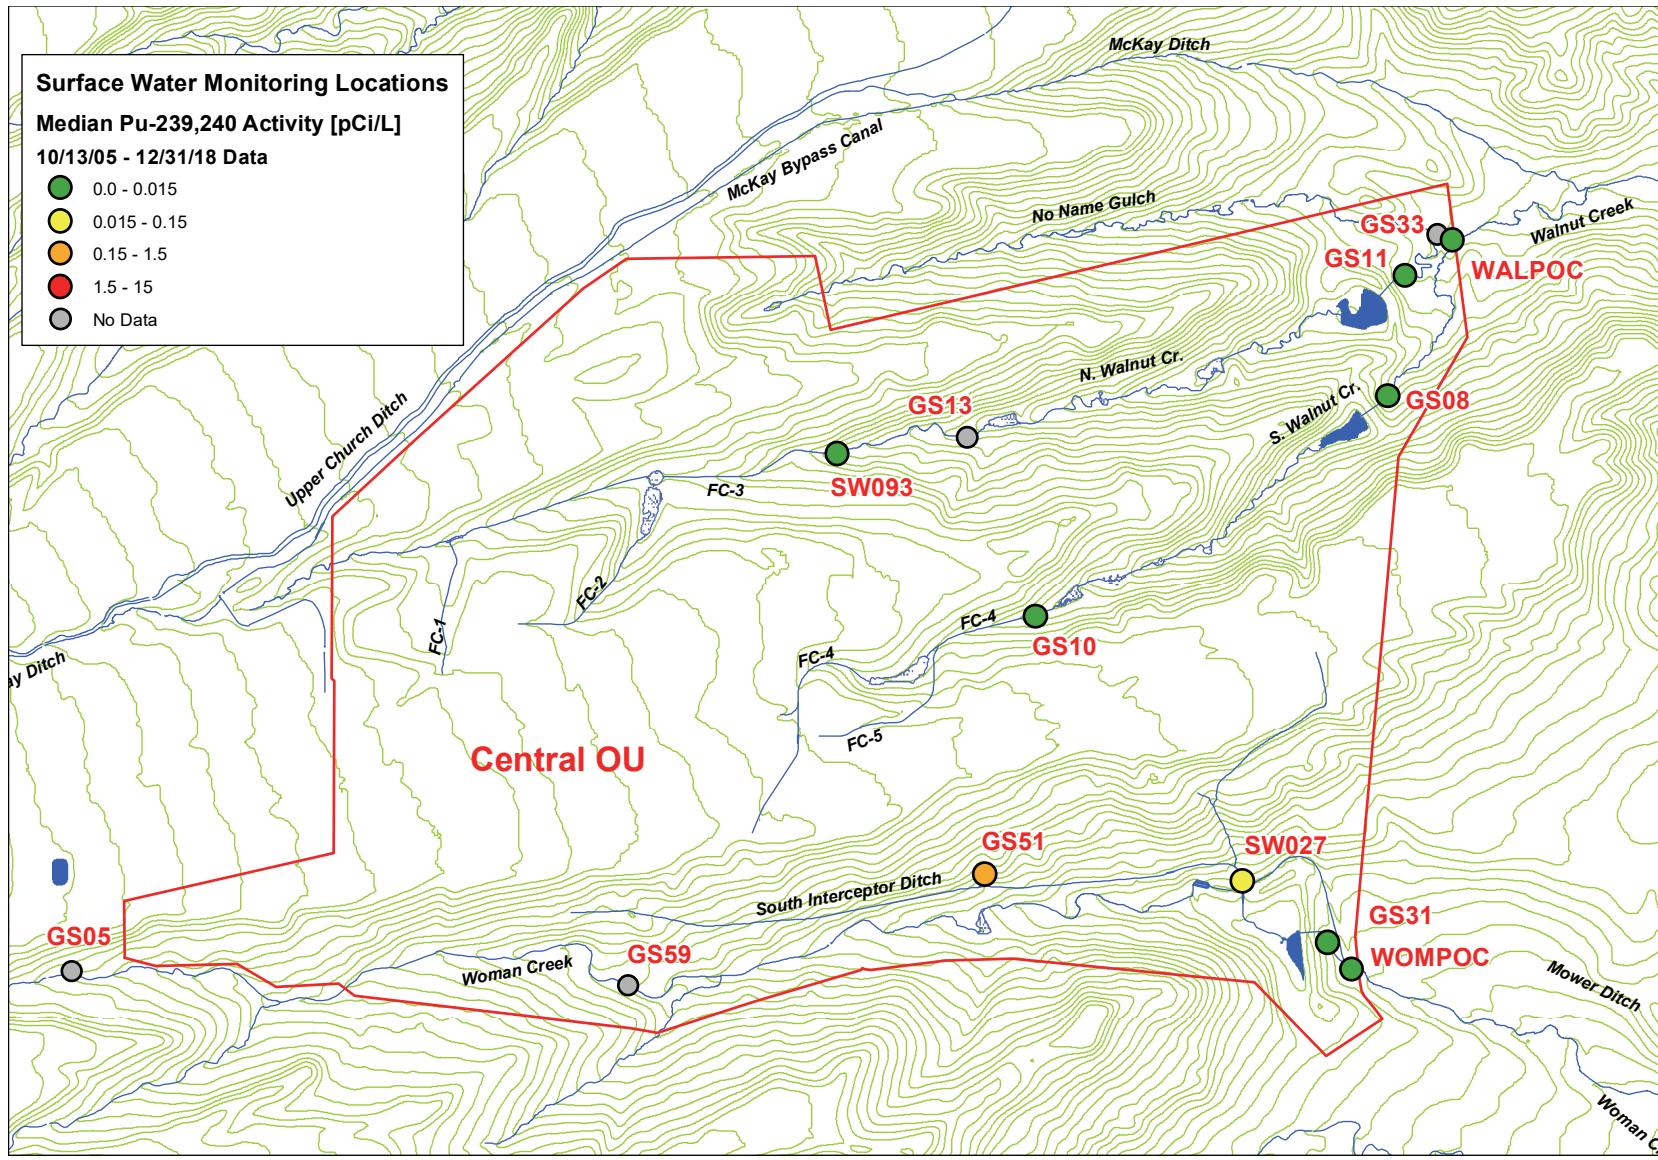 Surface Water Monitoring Locations
Median Pu-239,240 Activity [pCi/L]
10/13/05 - 12/31/18 Data
0.0 - 0.015
0.015 - 0.15
0.15 - 1.5
1.5 - 15
No Data
McKay Ditch
McKay Bypass Canal
No Name Gulch
GS33
Walnut Creek
GS11
WALPOC
N. Walnut Cr.
GS13
S. Walnut Cr.
GS08
Upper Church Ditch
SW093
FC-3
FC-2
FC-1
FC-4
GS10
FC-4
ay Ditch
FC-5
Central OU
GS51
SW027
South Interceptor Ditch
GS05
GS59
GS31
Woman Creek
WOMPOC
Mower Ditch
Woman C